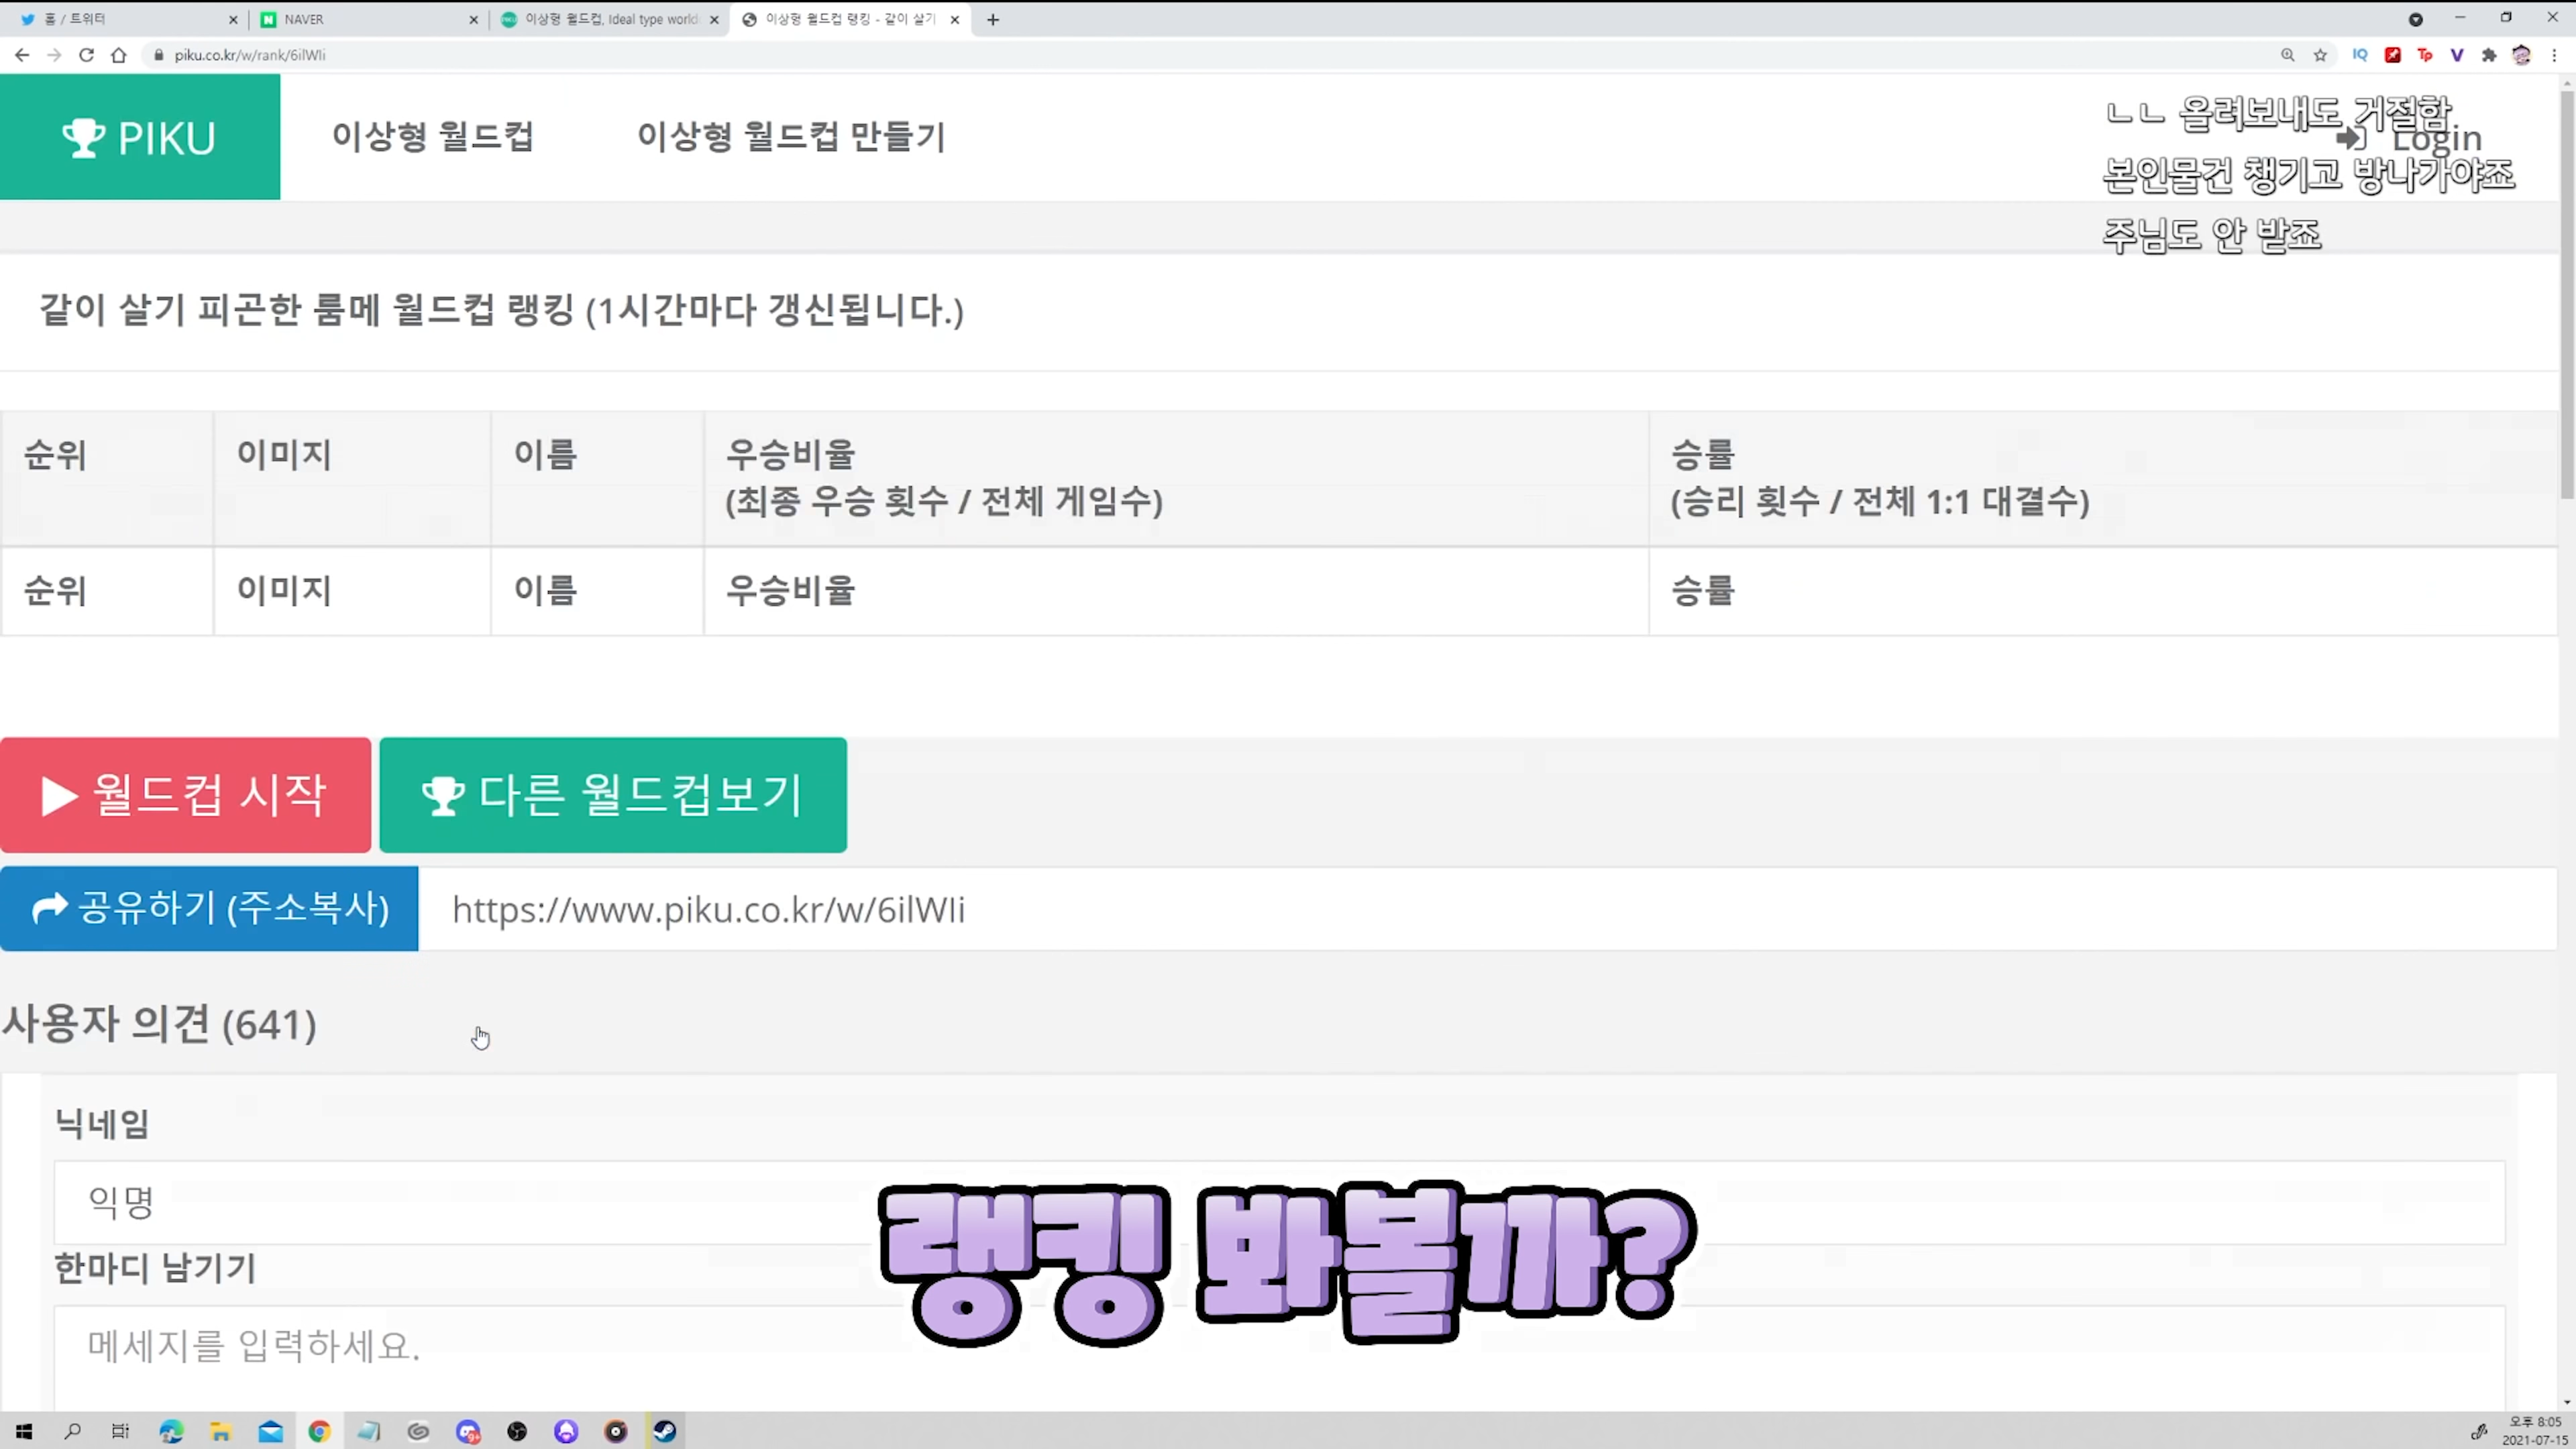 홈 / 트위터
NAVER
이상형 월드컵, Ideal type world
이상형 월드컵 랭킹 - 같이 살기
piku.co.kr/w/rank/6ilWIi
PIKU
이상형 월드컵
이상형 월드컵 만들기
Login
ㄴㄴ 올려보내도 거절함
본인물건 챙기고 방나가야죠
주님도 안 받죠
같이 살기 피곤한 룸메 월드컵 랭킹 (1시간마다 갱신됩니다.)
순위 이미지 이름 우승비율 승률
(최종 우승 횟수 / 전체 게임수) (승리 횟수 / 전체 1:1 대결수)
순위 이미지 이름 우승비율 승률
월드컵 시작
다른 월드컵보기
공유하기 (주소복사)
https://www.piku.co.kr/w/6ilWIi
사용자 의견 (641)
닉네임
익명
한마디 남기기
메세지를 입력하세요.
랭킹 봐볼까?
오후 8:05
2021-07-15